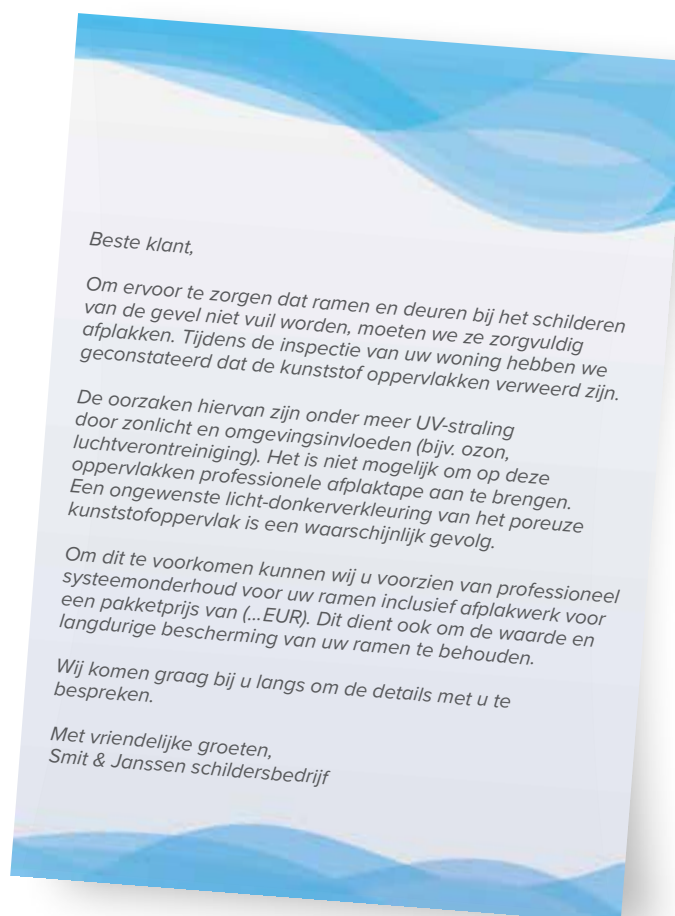 Beste klant,
Om ervoor te zorgen dat ramen en deuren bij het schilderen
van de gevel niet vuil worden, moeten we ze zorgvuldig
afplakken. Tijdens de inspectie van uw woning hebben we
geconstateerd dat de kunststof oppervlakken verweerd zijn.
De oorzaken hiervan zijn onder meer UV-straling
door zonlicht en omgevingsinvloeden (bijv. ozon,
luchtverontreiniging). Het is niet mogelijk om op deze
oppervlakken professionele afplaktape aan te brengen.
Een ongewenste licht-donkerverkleuring van het poreuze
kunststofoppervlak is een waarschijnlijk gevolg.
Om dit te voorkomen kunnen wij u voorzien van professioneel
systeemonderhoud voor uw ramen inclusief afplakwerk voor
een pakketprijs van (...EUR). Dit dient ook om de waarde en
langdurige bescherming van uw ramen te behouden.
Wij komen graag bij u langs om de details met u te
bespreken.
Met vriendelijke groeten,
Smit & Janssen schildersbedrijf